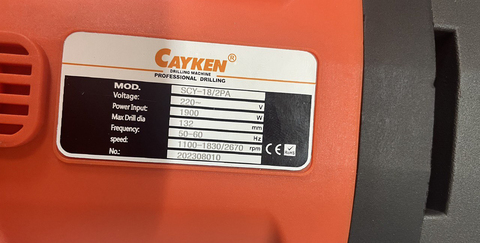 CAYKEN®
DRILLING MACHINE
PROFESSIONAL DRILLING
MOD. SCY-18/2PA
Voltage: 220~ V
Power Input: 1900 W
Max Drill dia 132 mm
Frequency: 50-60 Hz
speed: 1100-1830/2670 rpm
No.: 202308010 CE RoHS